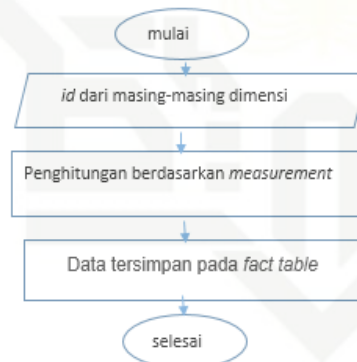 mulai
id dari masing-masing dimensi
Penghitungan berdasarkan measurement
Data tersimpan pada fact table
selesai